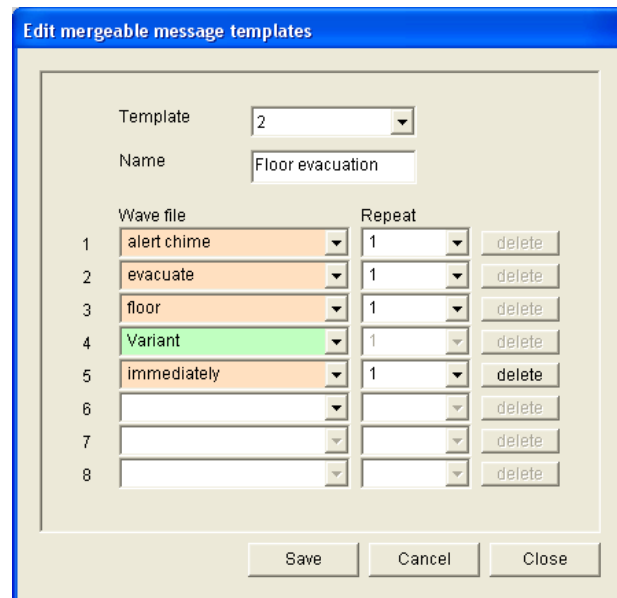 Edit mergeable message templates
Template 2
Name Floor evacuation
Wave file Repeat
1 alert chime 1 delete
2 evacuate 1 delete
3 floor 1 delete
4 Variant 1 delete
5 immediately 1 delete
6 delete
7 delete
8 delete
Save Cancel Close